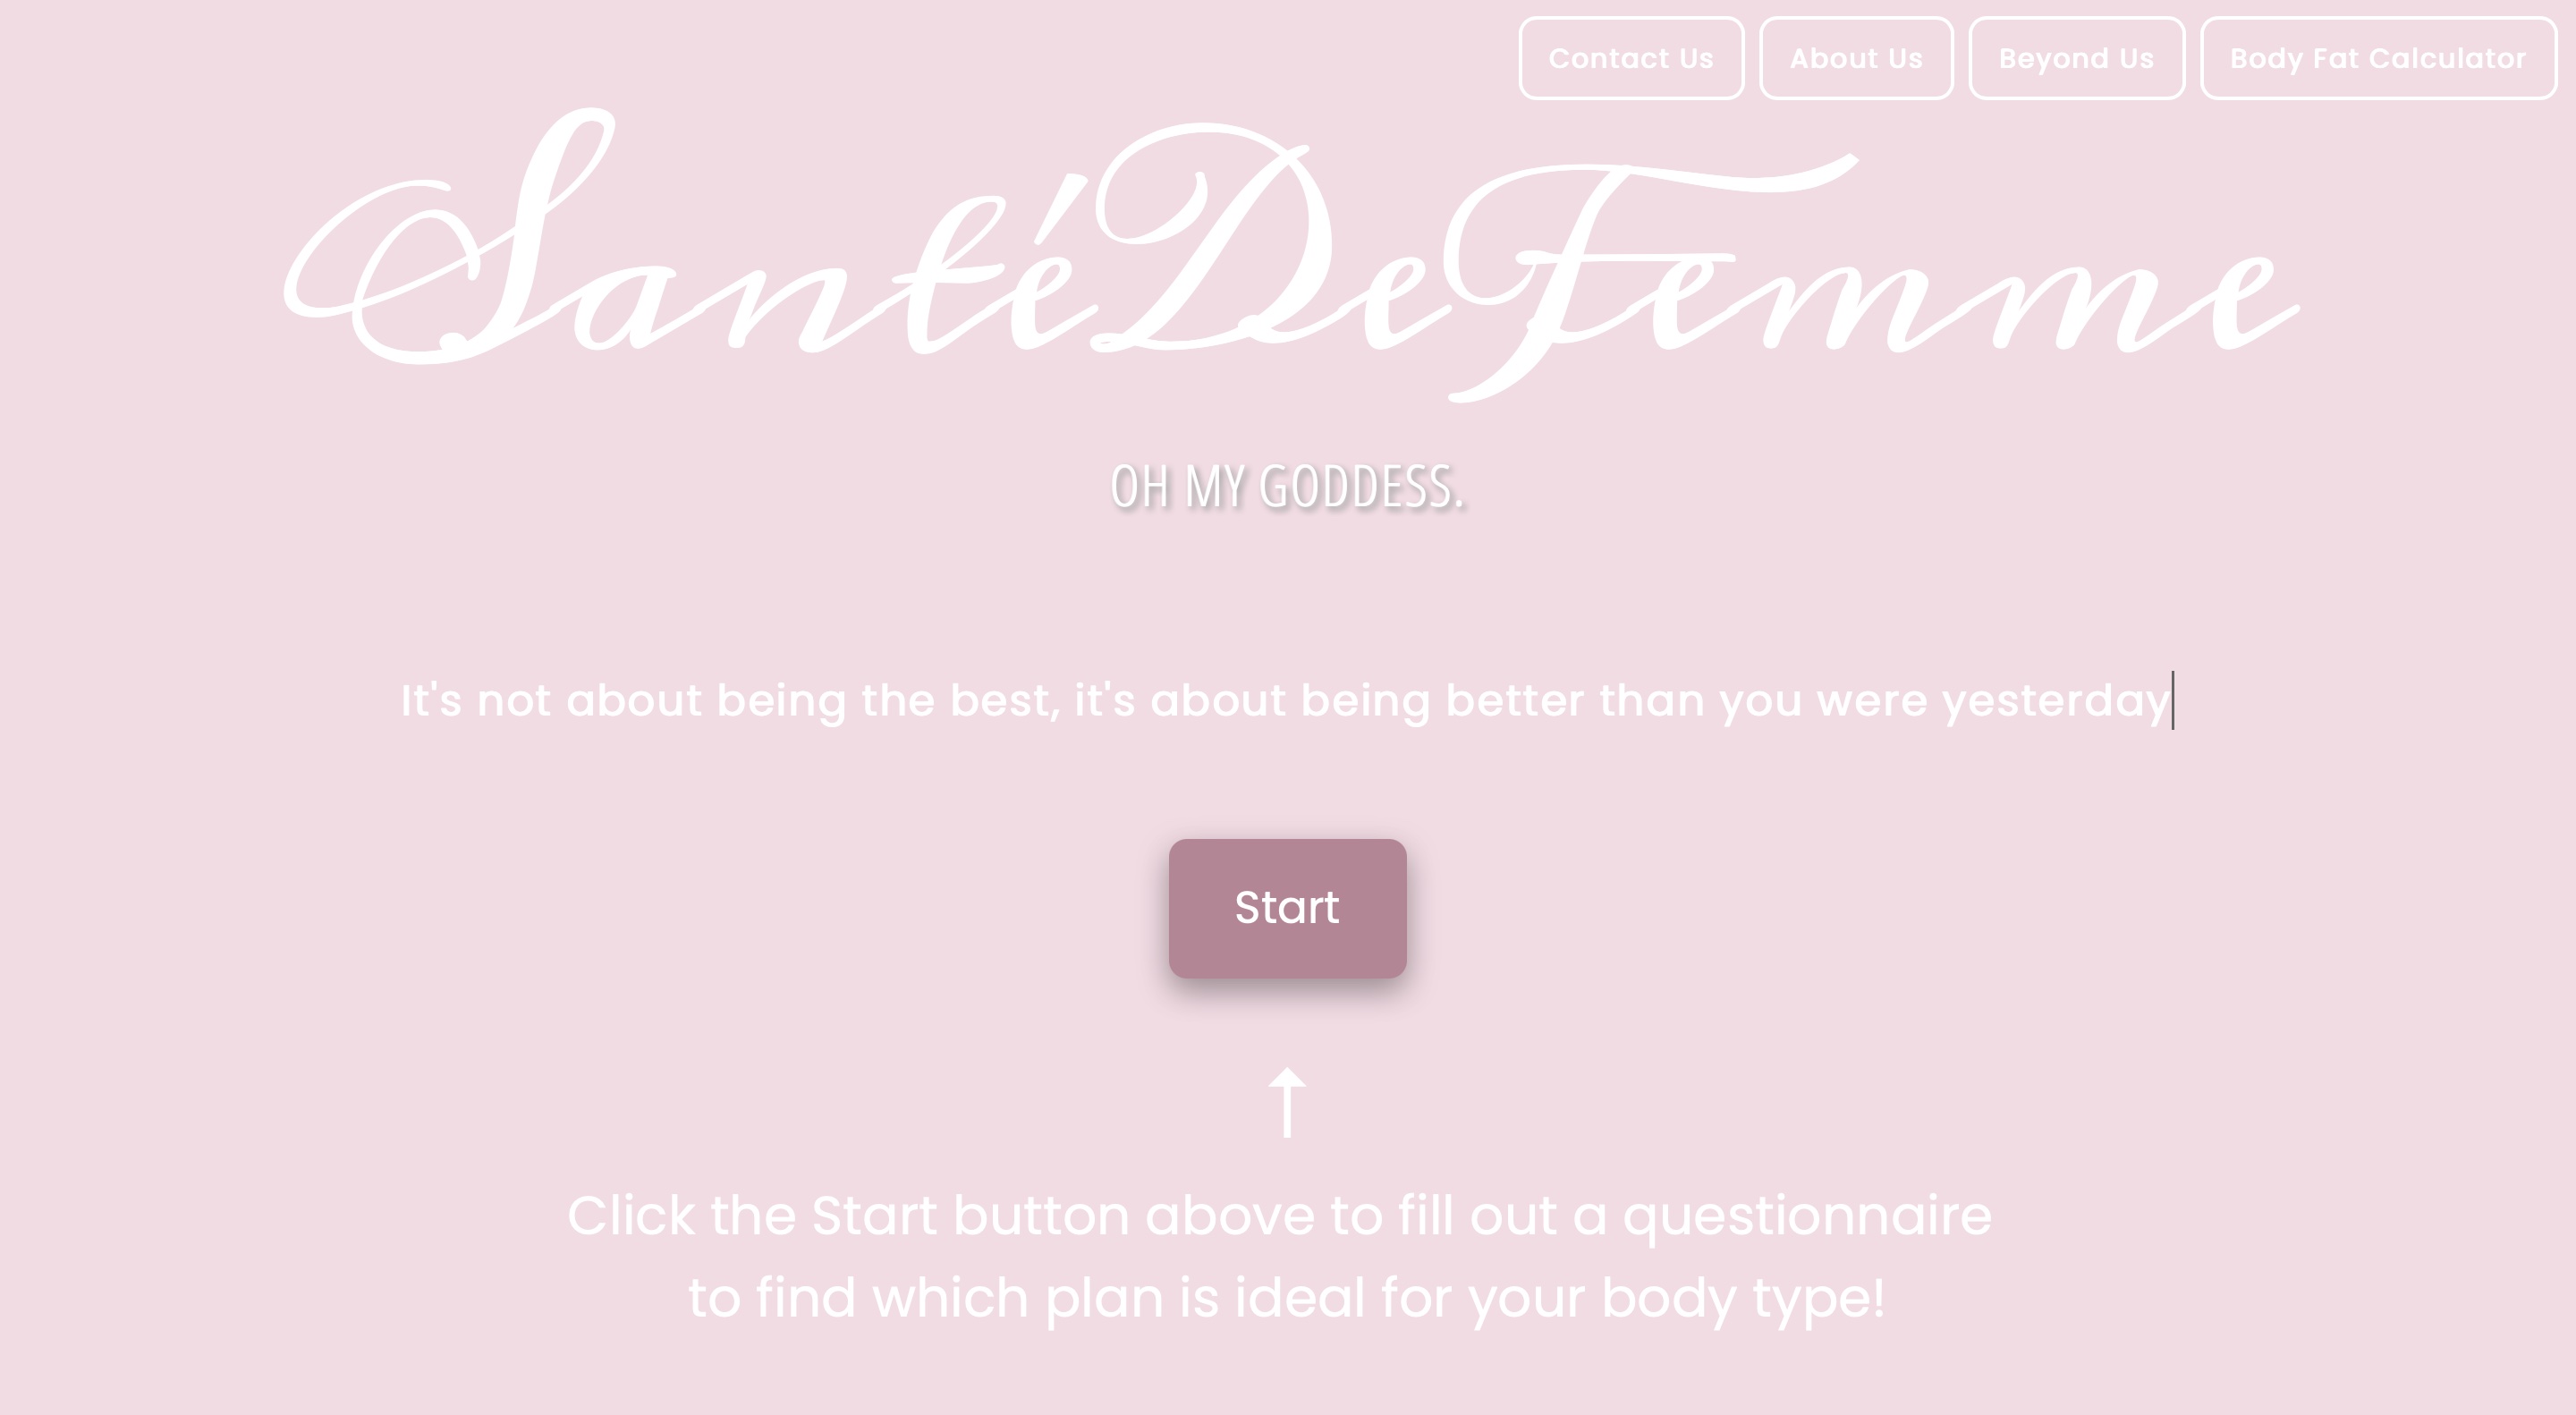 Contact Us
About Us
Beyond Us
Body Fat Calculator
SantéDeFemme
OH MY GODDESS.
It's not about being the best, it's about being better than you were yesterday
Start
↑
Click the Start button above to fill out a questionnaire
to find which plan is ideal for your body type!